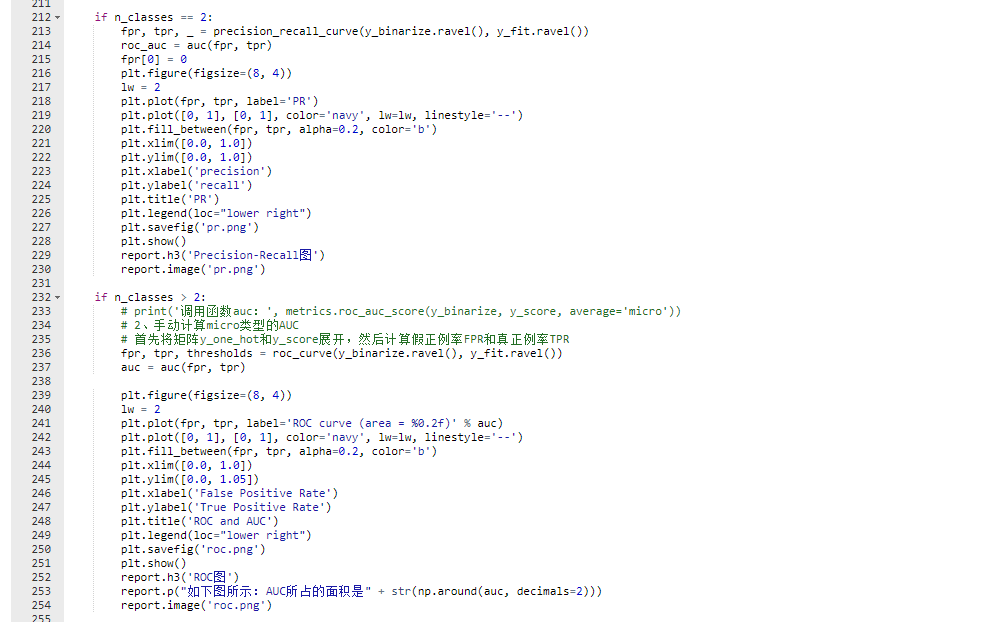 211
212 if n_classes == 2:
213 fpr, tpr, _ = precision_recall_curve(y_binarize.ravel(), y_fit.ravel())
214 roc_auc = auc(fpr, tpr)
215 fpr[0] = 0
216 plt.figure(figsize=(8, 4))
217 lw = 2
218 plt.plot(fpr, tpr, label='PR')
219 plt.plot([0, 1], [0, 1], color='navy', lw=lw, linestyle='--')
220 plt.fill_between(fpr, tpr, alpha=0.2, color='b')
221 plt.xlim([0.0, 1.0])
222 plt.ylim([0.0, 1.0])
223 plt.xlabel('precision')
224 plt.ylabel('recall')
225 plt.title('PR')
226 plt.legend(loc="lower right")
227 plt.savefig('pr.png')
228 plt.show()
229 report.h3('Precision-Recall图')
230 report.image('pr.png')
231
232 if n_classes > 2:
233 # print('调用函数auc: ', metrics.roc_auc_score(y_binarize, y_score, average='micro'))
234 # 2、手动计算micro类型的AUC
235 # 首先将矩阵y_one_hot和y_score展开，然后计算假正例率FPR和真正例率TPR
236 fpr, tpr, thresholds = roc_curve(y_binarize.ravel(), y_fit.ravel())
237 auc = auc(fpr, tpr)
238
239 plt.figure(figsize=(8, 4))
240 lw = 2
241 plt.plot(fpr, tpr, label='ROC curve (area = %0.2f)' % auc)
242 plt.plot([0, 1], [0, 1], color='navy', lw=lw, linestyle='--')
243 plt.fill_between(fpr, tpr, alpha=0.2, color='b')
244 plt.xlim([0.0, 1.0])
245 plt.ylim([0.0, 1.05])
246 plt.xlabel('False Positive Rate')
247 plt.ylabel('True Positive Rate')
248 plt.title('ROC and AUC')
249 plt.legend(loc="lower right")
250 plt.savefig('roc.png')
251 plt.show()
252 report.h3('ROC图')
253 report.p("如下图所示：AUC所占的面积是" + str(np.around(auc, decimals=2)))
254 report.image('roc.png')
255